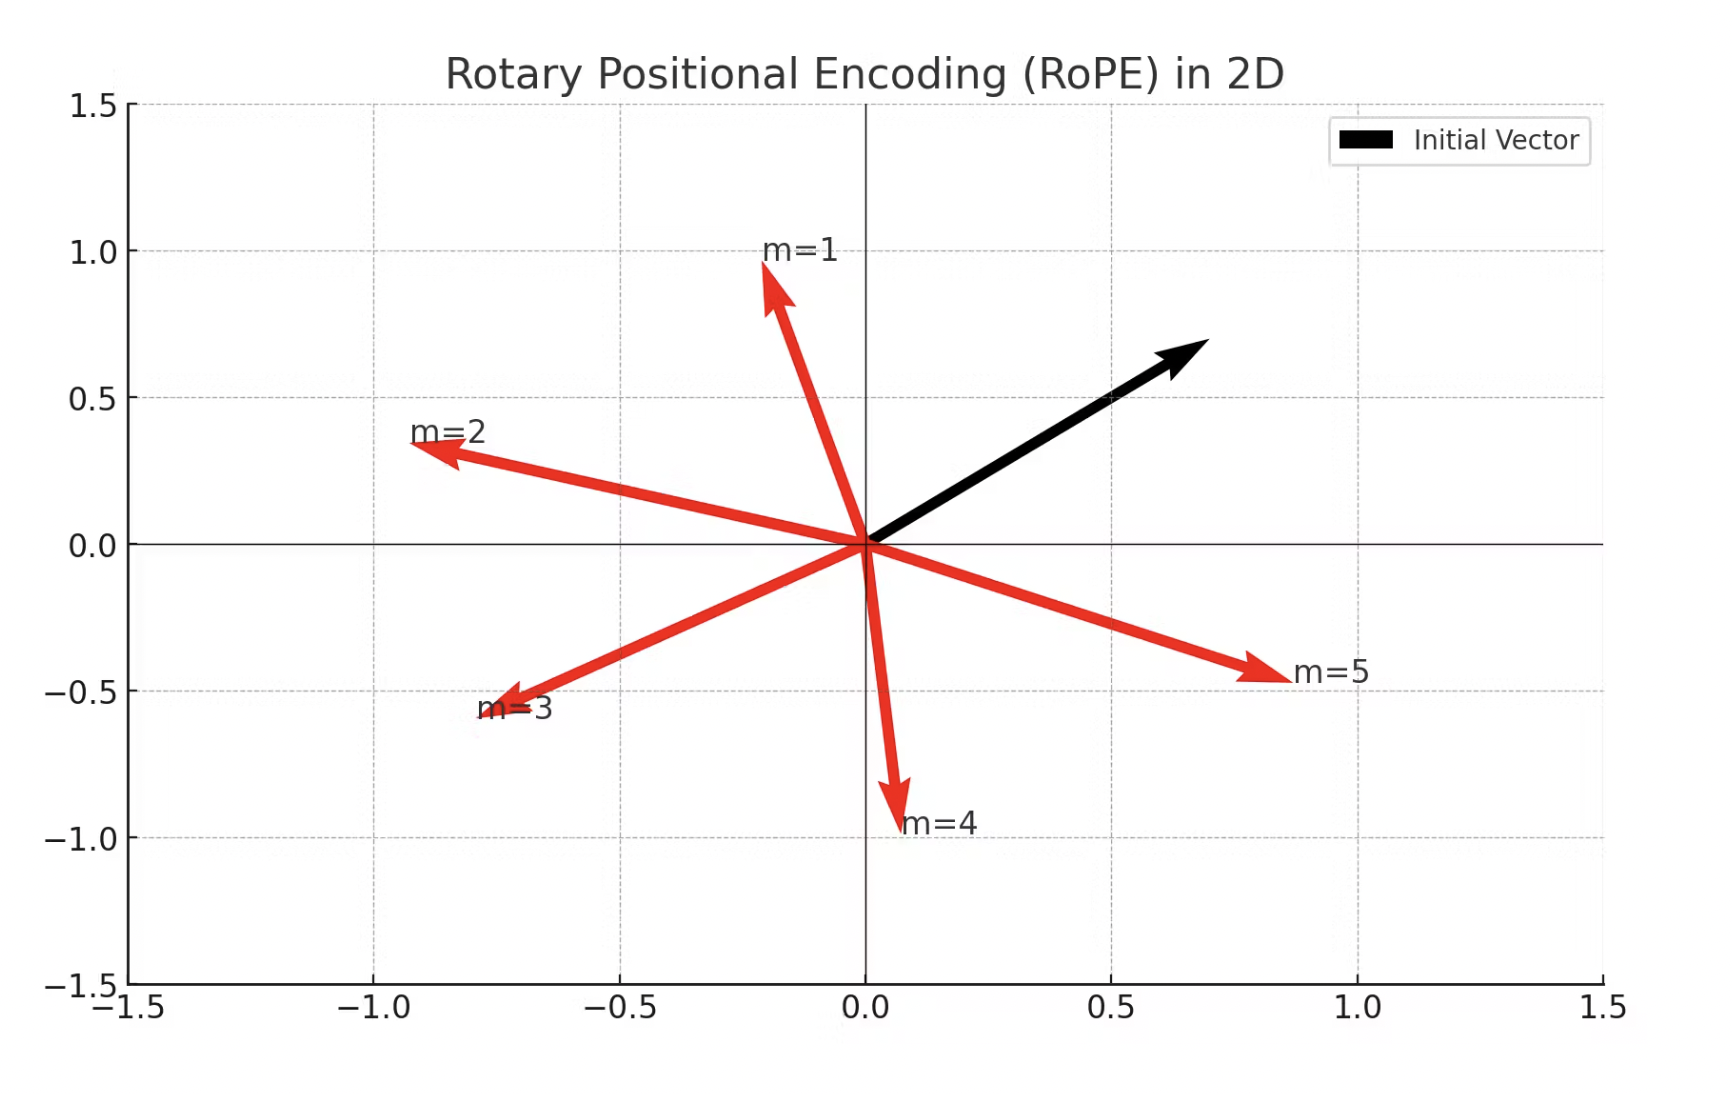 Rotary Positional Encoding (RoPE) in 2D
1.5
Initial Vector
1.0
m=1
0.5
m=2
0.0
m=5
−0.5
m=3
m=4
−1.0
−1.5
−1.5 −1.0 −0.5 0.0 0.5 1.0 1.5